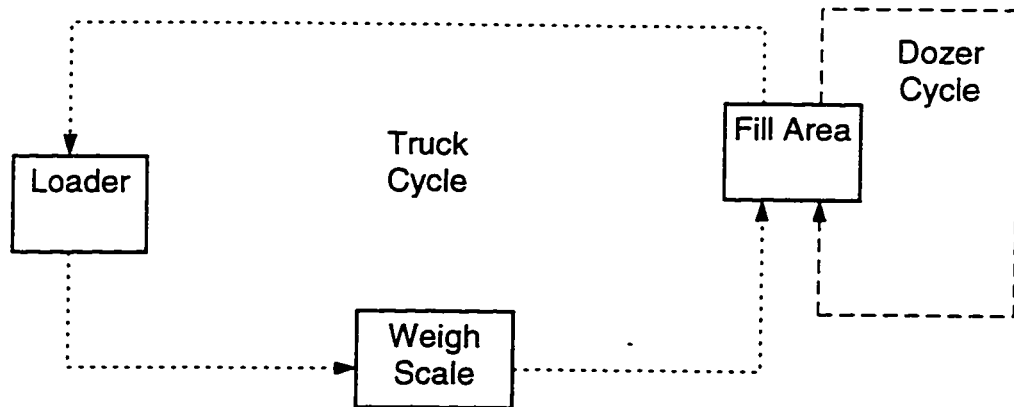 Dozer
Cycle
Fill Area
Truck
Cycle
Loader
Weigh
Scale